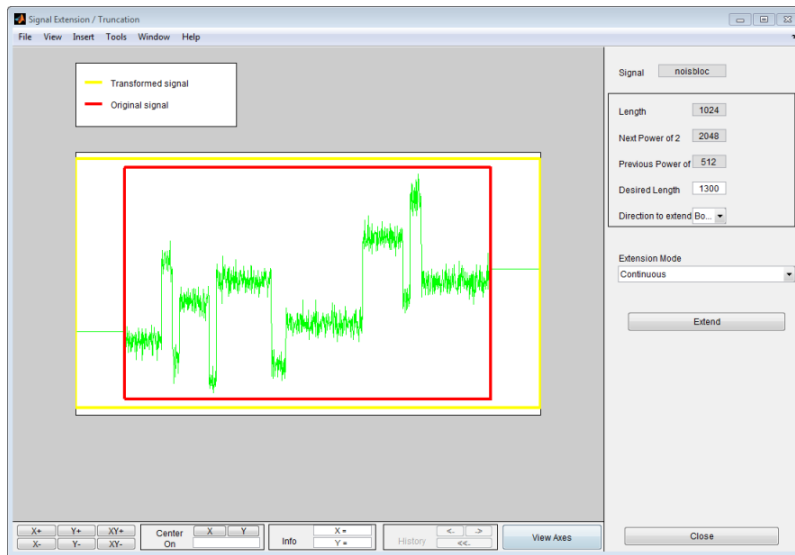 Signal Extension / Truncation
File View Insert Tools Window Help
Transformed signal
Original signal
Signal noisbloc
Length 1024
Next Power of 2 2048
Previous Power of 512
Desired Length 1300
Direction to extend Bo...
Extension Mode
Continuous
Extend
X+ Y+ XY+
X- Y- XY-
Center On X Y
Info X = Y =
History <- -> <<-
View Axes
Close